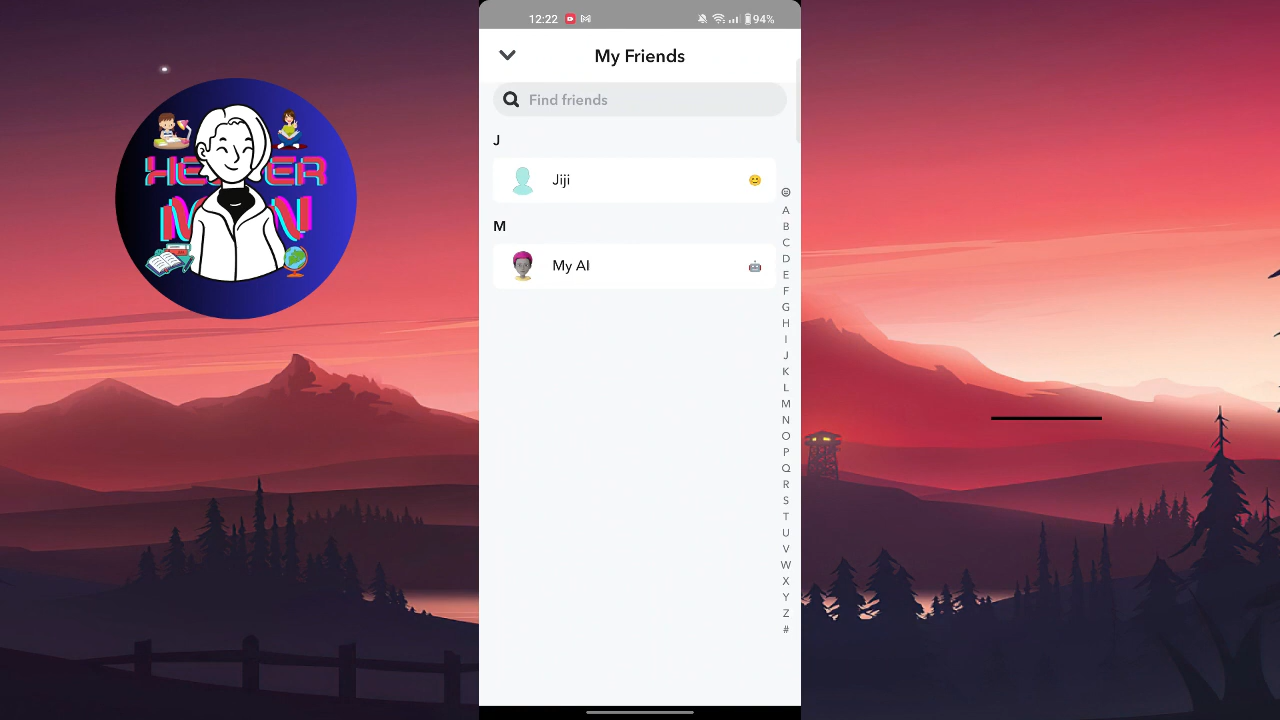 12:22
94%
My Friends
Find friends
J
Jiji
😊
M
My AI
🤖
A
B
C
D
E
F
G
H
I
J
K
L
M
N
O
P
Q
R
S
T
U
V
W
X
Y
Z
#